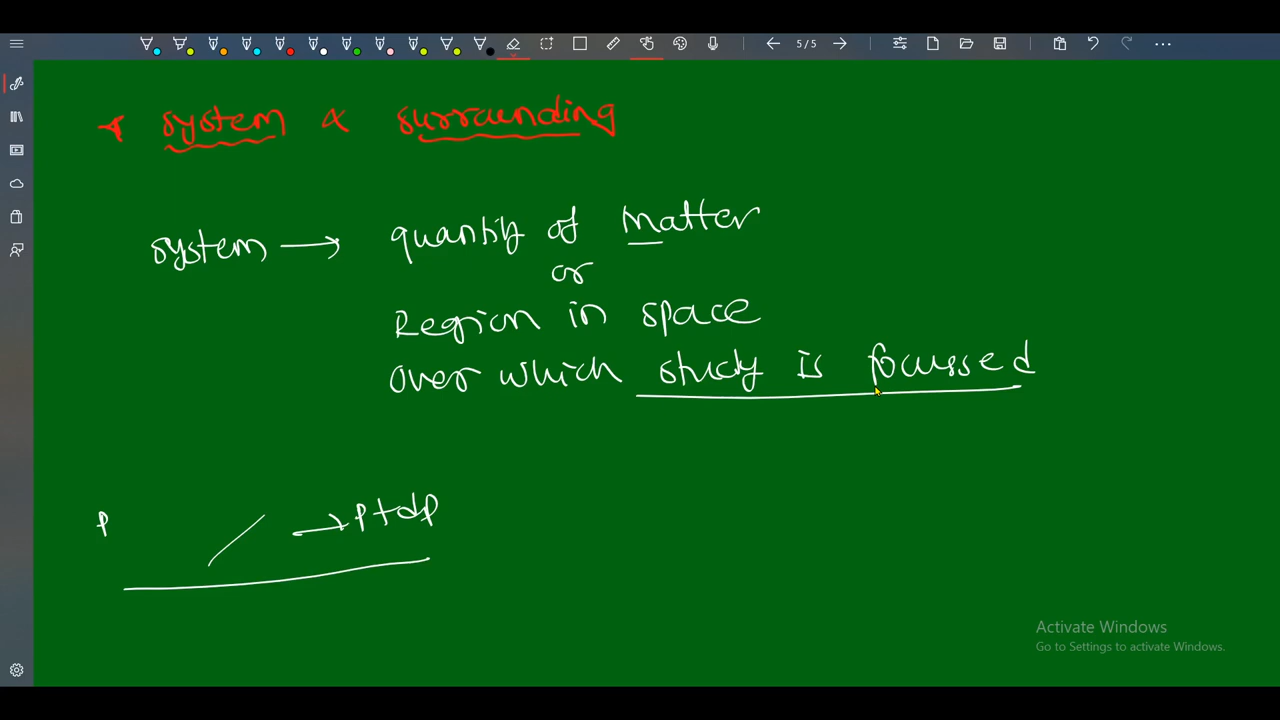 5/5
* system & surrounding
system → quantity of matter
or
Region in space
over which study is focussed
P → P+dP
Activate Windows
Go to Settings to activate Windows.